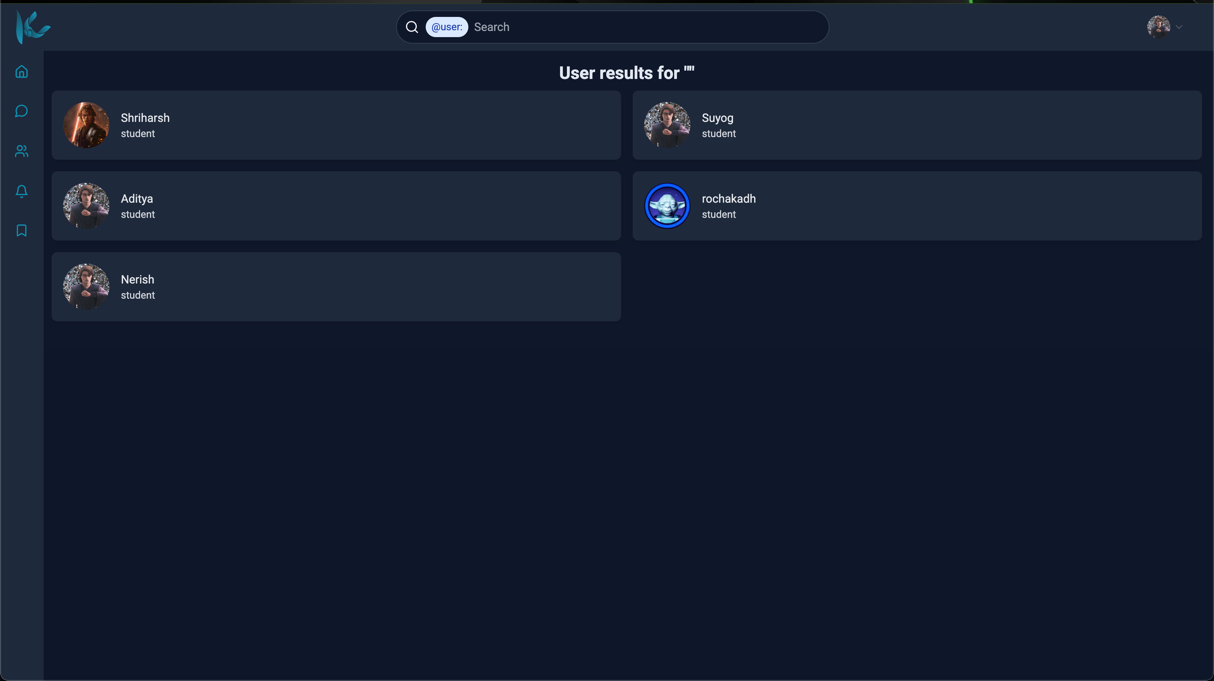 @user: Search
User results for ""
Shriharsh
student
Suyog
student
Aditya
student
rochakadh
student
Nerish
student